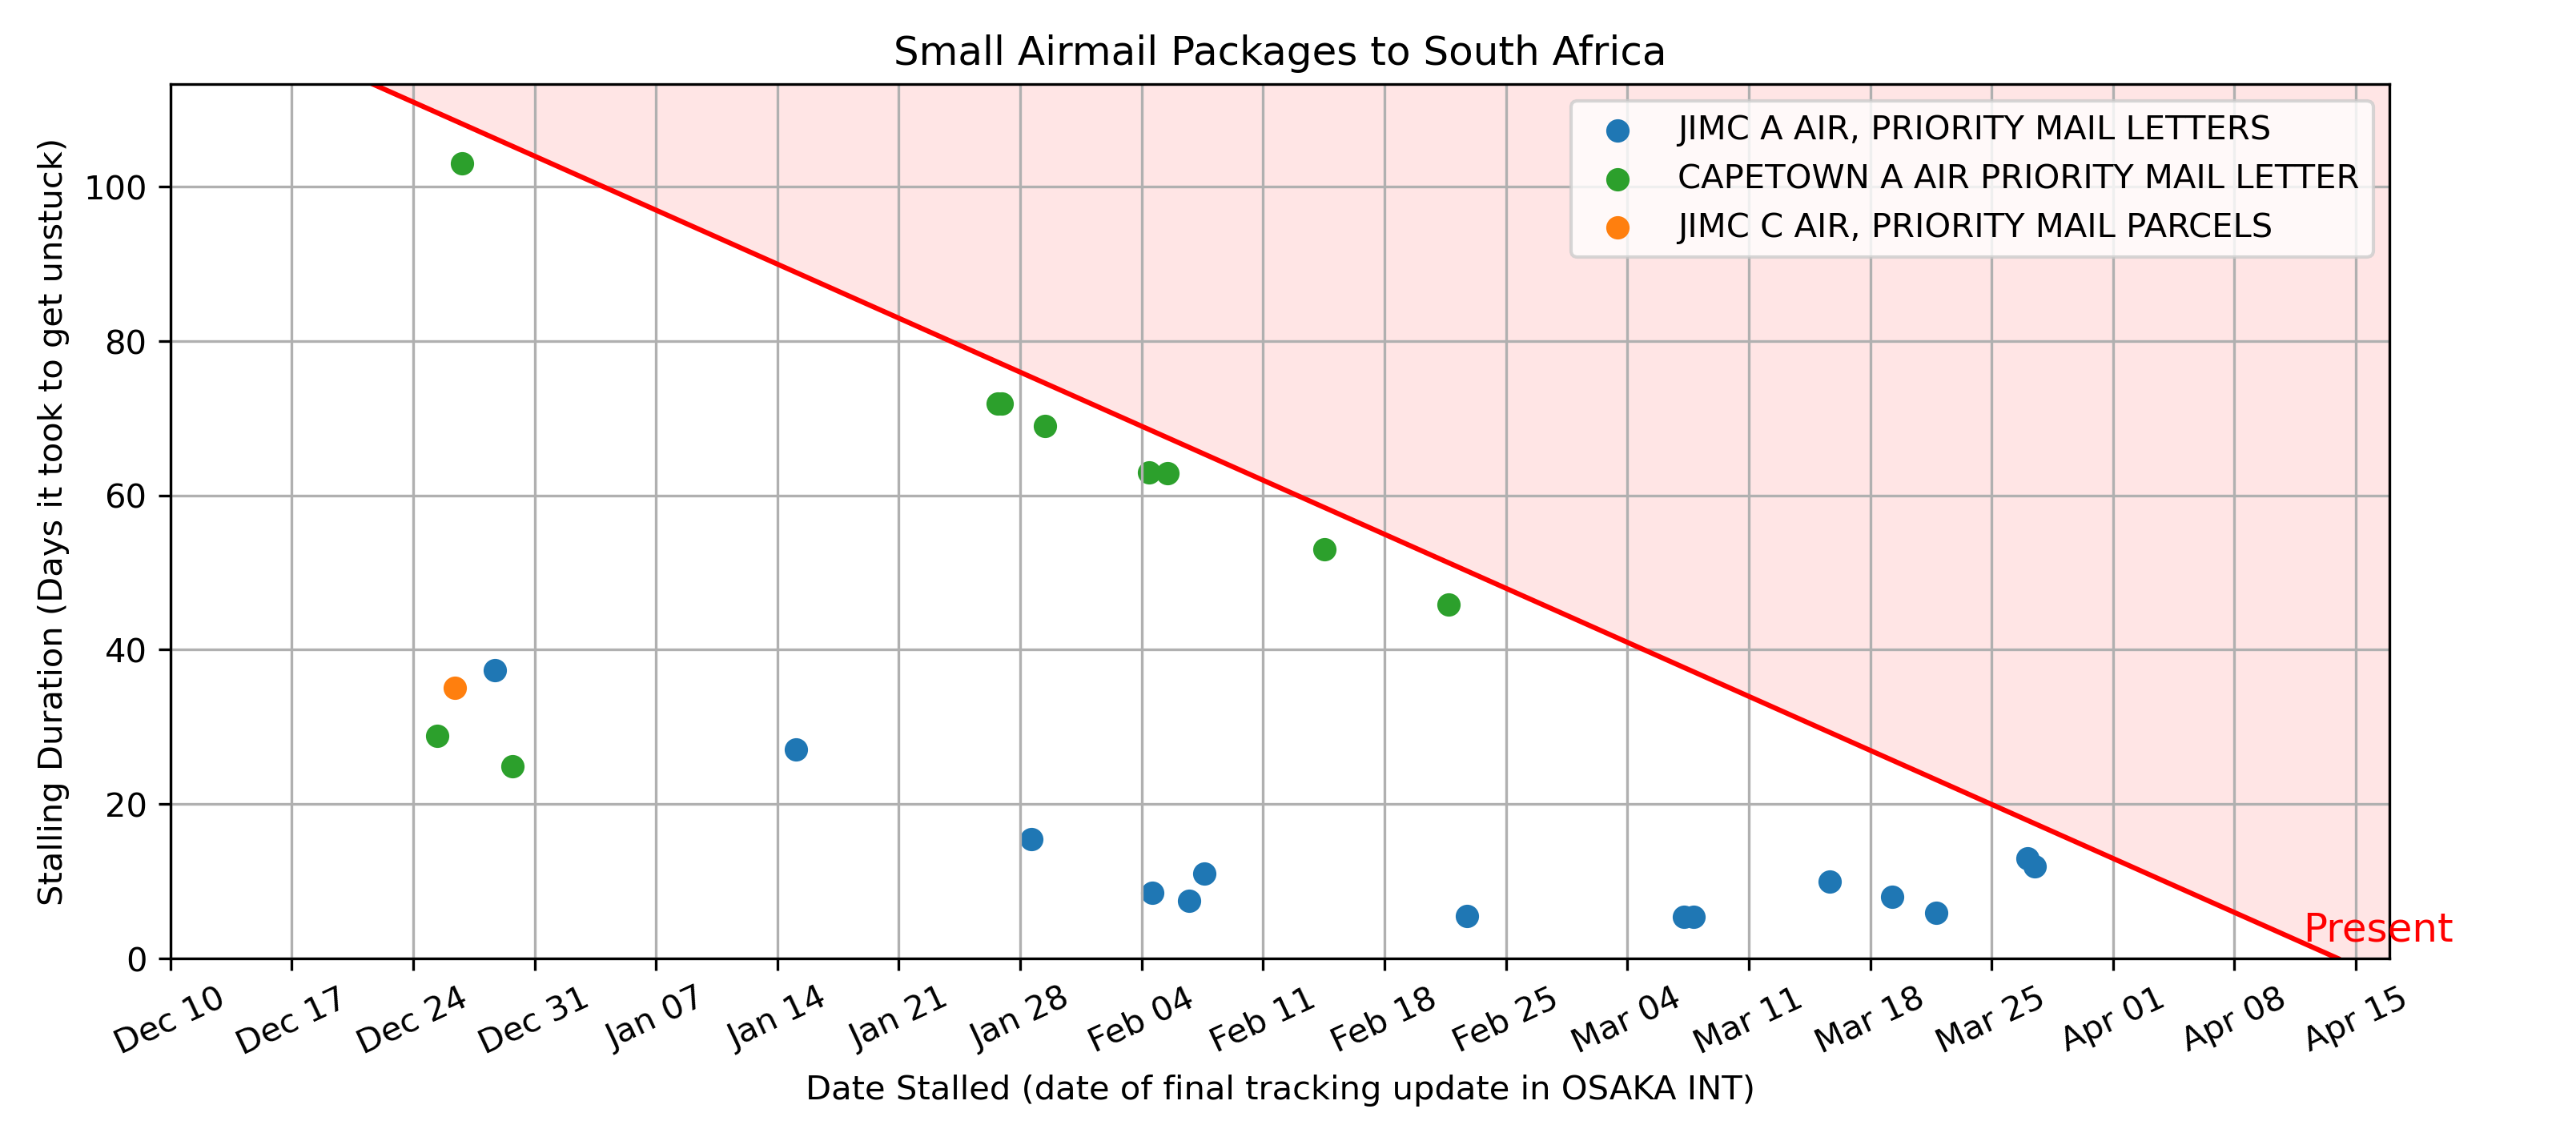 Small Airmail Packages to South Africa
JIMC A AIR, PRIORITY MAIL LETTERS
CAPETOWN A AIR PRIORITY MAIL LETTER
JIMC C AIR, PRIORITY MAIL PARCELS
Stalling Duration (Days it took to get unstuck)
100
80
60
40
20
0
Present
Dec 10
Dec 17
Dec 24
Dec 31
Jan 07
Jan 14
Jan 21
Jan 28
Feb 04
Feb 11
Feb 18
Feb 25
Mar 04
Mar 11
Mar 18
Mar 25
Apr 01
Apr 08
Apr 15
Date Stalled (date of final tracking update in OSAKA INT)